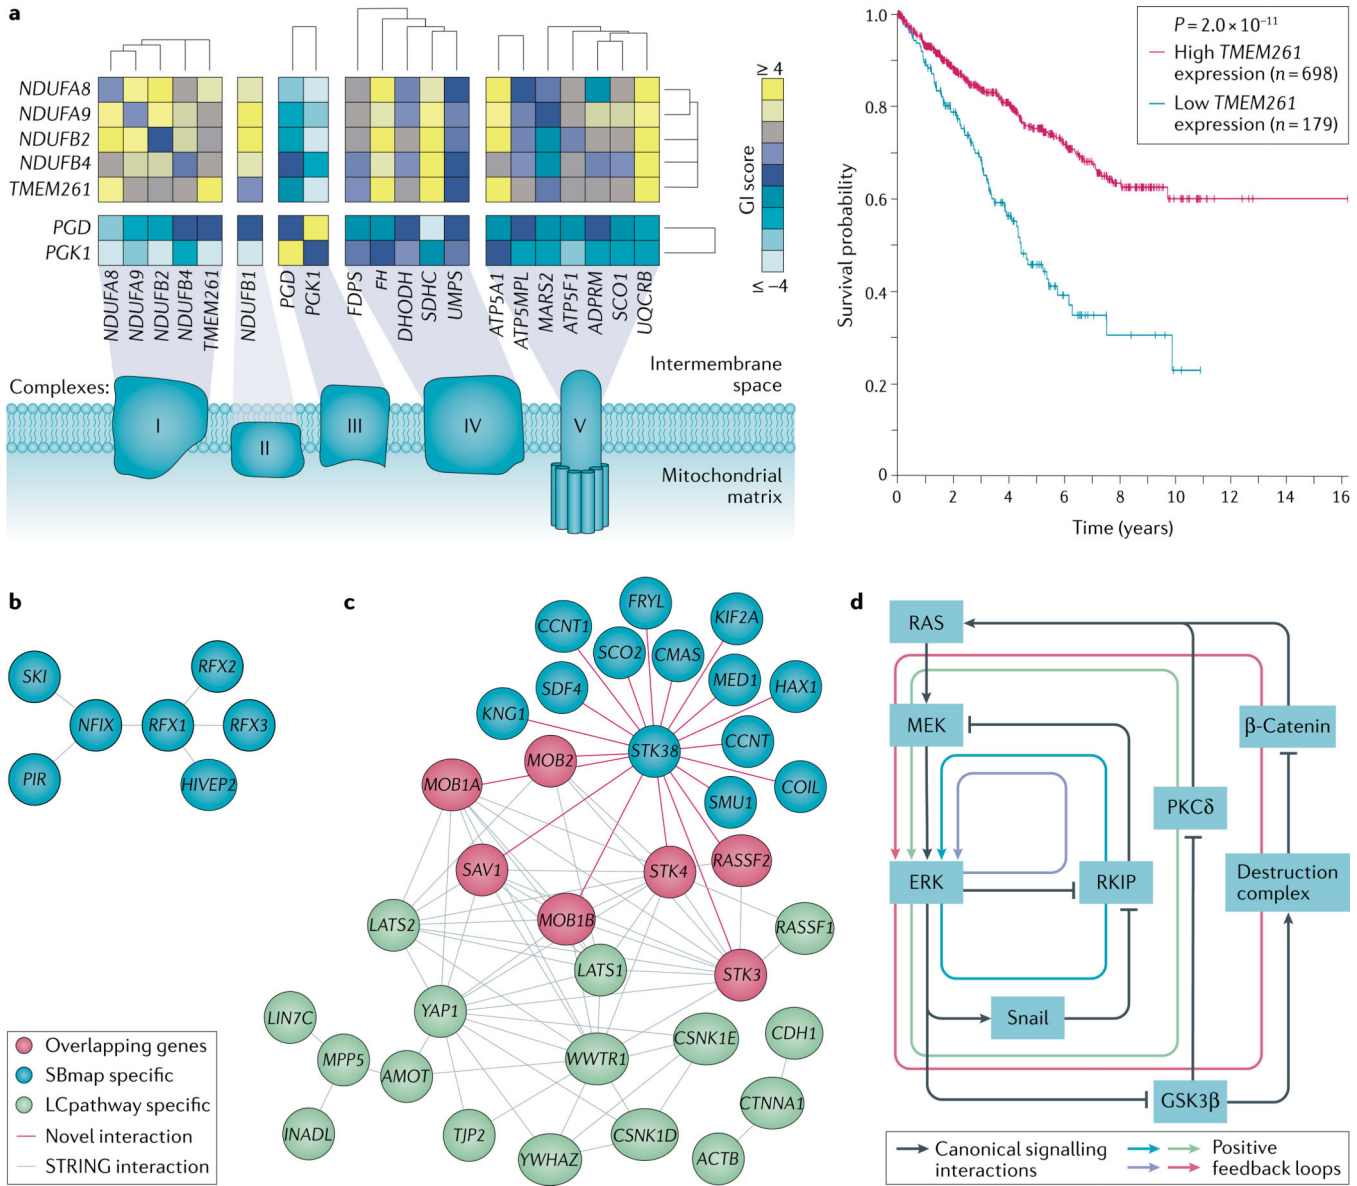 a
NDUFA8
NDUFA9
NDUFB2
NDUFB4
TMEM261
PGD
PGK1
NDUFA8
NDUFA9
NDUFB2
NDUFB4
TMEM261
NDUFB1
PGD
PGK1
FDPS
FH
DHODH
SDHC
UMPS
ATP5A1
ATP5MPL
MARS2
ATP5F1
ADPRM
SCO1
UQCRB
≥ 4
GI score
≤ −4
Complexes:
I
II
III
IV
V
Intermembrane
space
Mitochondrial
matrix
P = 2.0 × 10⁻¹¹
High TMEM261
expression (n = 698)
Low TMEM261
expression (n = 179)
Survival probability
1.0
0.8
0.6
0.4
0.2
0
0
2
4
6
8
10
12
14
16
Time (years)
b
SKI
NFIX
PIR
RFX1
RFX2
RFX3
HIVEP2
c
FRYL
CCNT1
KIF2A
SCO2
CMAS
SDF4
MED1
HAX1
KNG1
STK38
CCNT
MOB2
MOB1A
COIL
SMU1
SAV1
STK4
RASSF2
MOB1B
LATS2
RASSF1
LATS1
STK3
YAP1
LIN7C
MPP5
AMOT
WWTR1
CSNK1E
CDH1
CTNNA1
INADL
TJP2
YWHAZ
CSNK1D
ACTB
Overlapping genes
SBmap specific
LCpathway specific
Novel interaction
STRING interaction
d
RAS
MEK
β-Catenin
PKCδ
ERK
RKIP
Destruction
complex
Snail
GSK3β
Canonical signalling
interactions
Positive
feedback loops